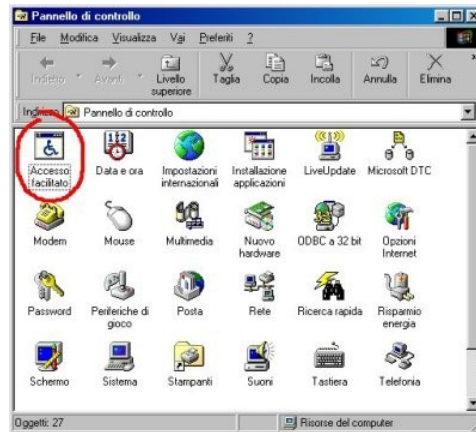 Pannello di controllo
File Modifica Visualizza Vai Preferiti ?
Indietro Avanti Livello superiore Taglia Copia Incolla Annulla Elimina »
Indirizzo Pannello di controllo
Accesso facilitato Data e ora Impostazioni internazionali Installazione applicazioni LiveUpdate Microsoft DTC
Modem Mouse Multimedia Nuovo hardware ODBC a 32 bit Opzioni Internet
Password Periferiche di gioco Posta Rete Ricerca rapida Risparmio energia
Schermo Sistema Stampanti Suoni Tastiera Telefonia
Oggetti: 27 Risorse del computer